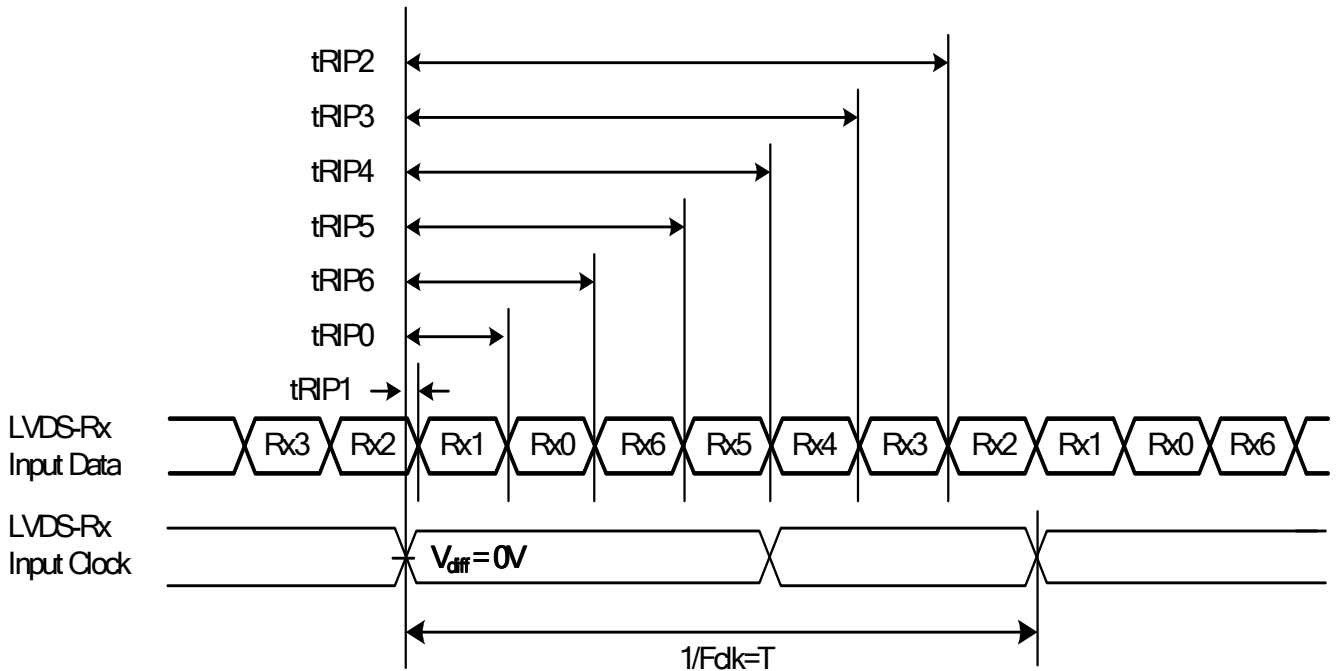 tRIP2
tRIP3
tRIP4
tRIP5
tRIP6
tRIP0
tRIP1
LVDS-Rx
Input Data
Rx3 Rx2 Rx1 Rx0 Rx6 Rx5 Rx4 Rx3 Rx2 Rx1 Rx0 Rx6
LVDS-Rx
Input Clock
Vdiff = 0V
1/Fclk=T